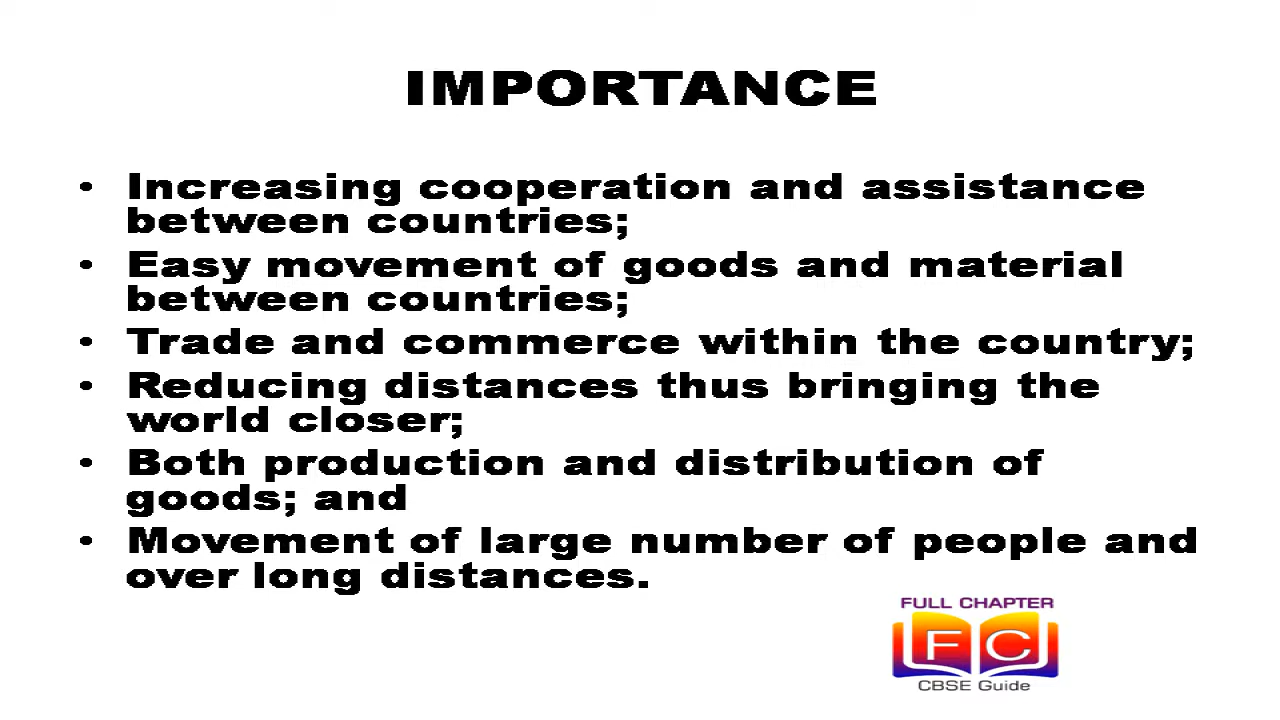 IMPORTANCE
• Increasing cooperation and assistance
between countries;
• Easy movement of goods and material
between countries;
• Trade and commerce within the country;
• Reducing distances thus bringing the
world closer;
• Both production and distribution of
goods; and
• Movement of large number of people and
over long distances.
FULL CHAPTER
FC
CBSE Guide